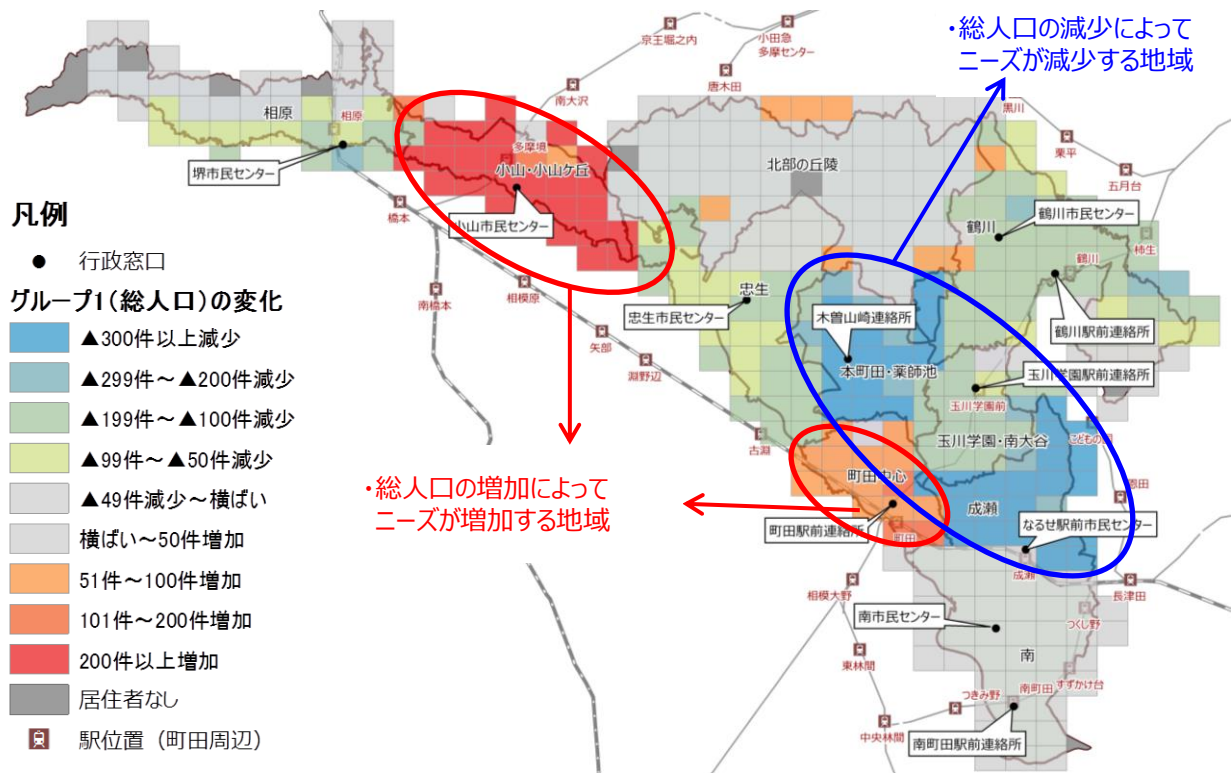 ・総人口の減少によって
ニーズが減少する地域
京王堀之内
小田急
多摩センター
唐木田
南大沢
黒川
栗平
五月台
柿生
相原
相原
堺市民センター
多摩境
小山・小山ケ丘
小山市民センター
橋本
南橋本
相模原
矢部
淵野辺
古淵
北部の丘陵
鶴川
鶴川市民センター
鶴川
鶴川駅前連絡所
忠生
忠生市民センター
木曽山崎連絡所
本町田・薬師池
玉川学園駅前連絡所
玉川学園前
玉川学園・南大谷
こどもの国
恩田
町田中心
町田駅前連絡所
町田
成瀬
なるせ駅前市民センター
成瀬
長津田
相模大野
東林間
中央林間
つきみ野
南市民センター
つくし野
南
すずかけ台
南町田
南町田駅前連絡所
・総人口の増加によって
ニーズが増加する地域
凡例
行政窓口
グループ1（総人口）の変化
▲300件以上減少
▲299件～▲200件減少
▲199件～▲100件減少
▲99件～▲50件減少
▲49件減少～横ばい
横ばい～50件増加
51件～100件増加
101件～200件増加
200件以上増加
居住者なし
駅位置（町田周辺）